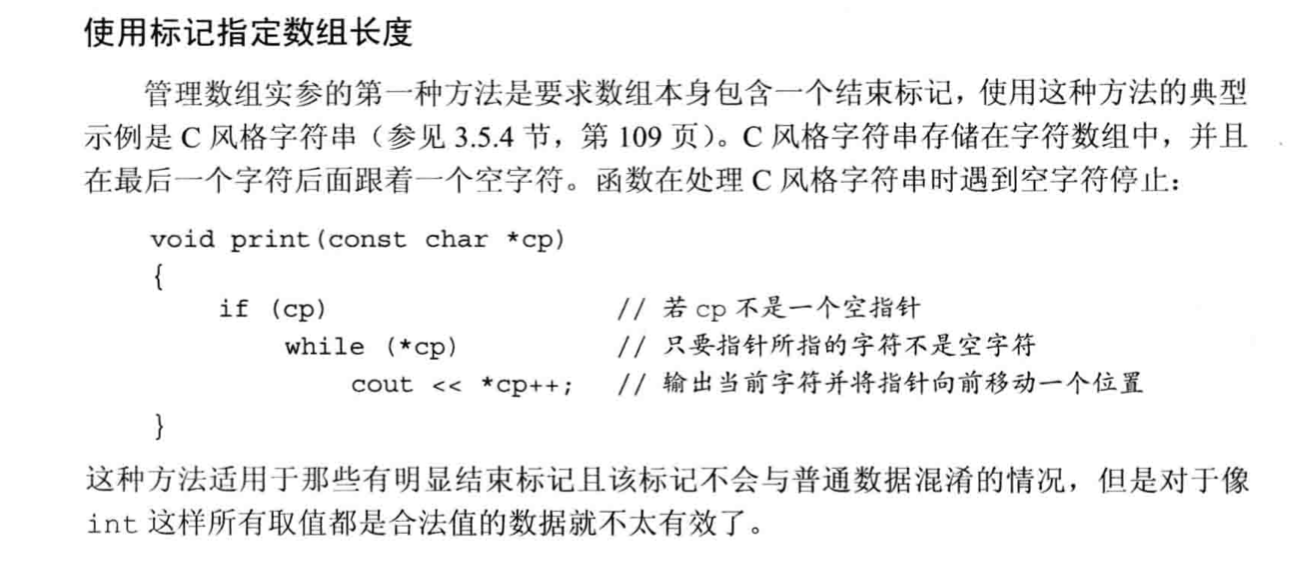 使用标记指定数组长度
管理数组实参的第一种方法是要求数组本身包含一个结束标记，使用这种方法的典型
示例是 C 风格字符串（参见 3.5.4 节，第 109 页）。C 风格字符串存储在字符数组中，并且
在最后一个字符后面跟着一个空字符。函数在处理 C 风格字符串时遇到空字符停止：
void print(const char *cp)
{
if (cp) // 若 cp 不是一个空指针
while (*cp) // 只要指针所指的字符不是空字符
cout << *cp++; // 输出当前字符并将指针向前移动一个位置
}
这种方法适用于那些有明显结束标记且该标记不会与普通数据混淆的情况，但是对于像
int 这样所有取值都是合法值的数据就不太有效了。